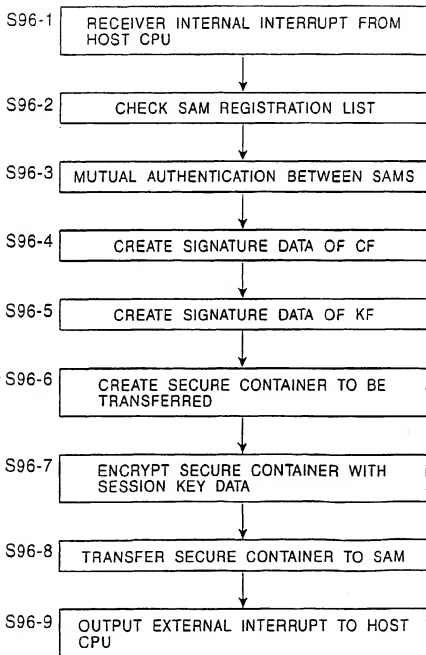 S96-1
RECEIVER INTERNAL INTERRUPT FROM
HOST CPU
S96-2
CHECK SAM REGISTRATION LIST
S96-3
MUTUAL AUTHENTICATION BETWEEN SAMS
S96-4
CREATE SIGNATURE DATA OF CF
S96-5
CREATE SIGNATURE DATA OF KF
S96-6
CREATE SECURE CONTAINER TO BE
TRANSFERRED
S96-7
ENCRYPT SECURE CONTAINER WITH
SESSION KEY DATA
S96-8
TRANSFER SECURE CONTAINER TO SAM
S96-9
OUTPUT EXTERNAL INTERRUPT TO HOST
CPU